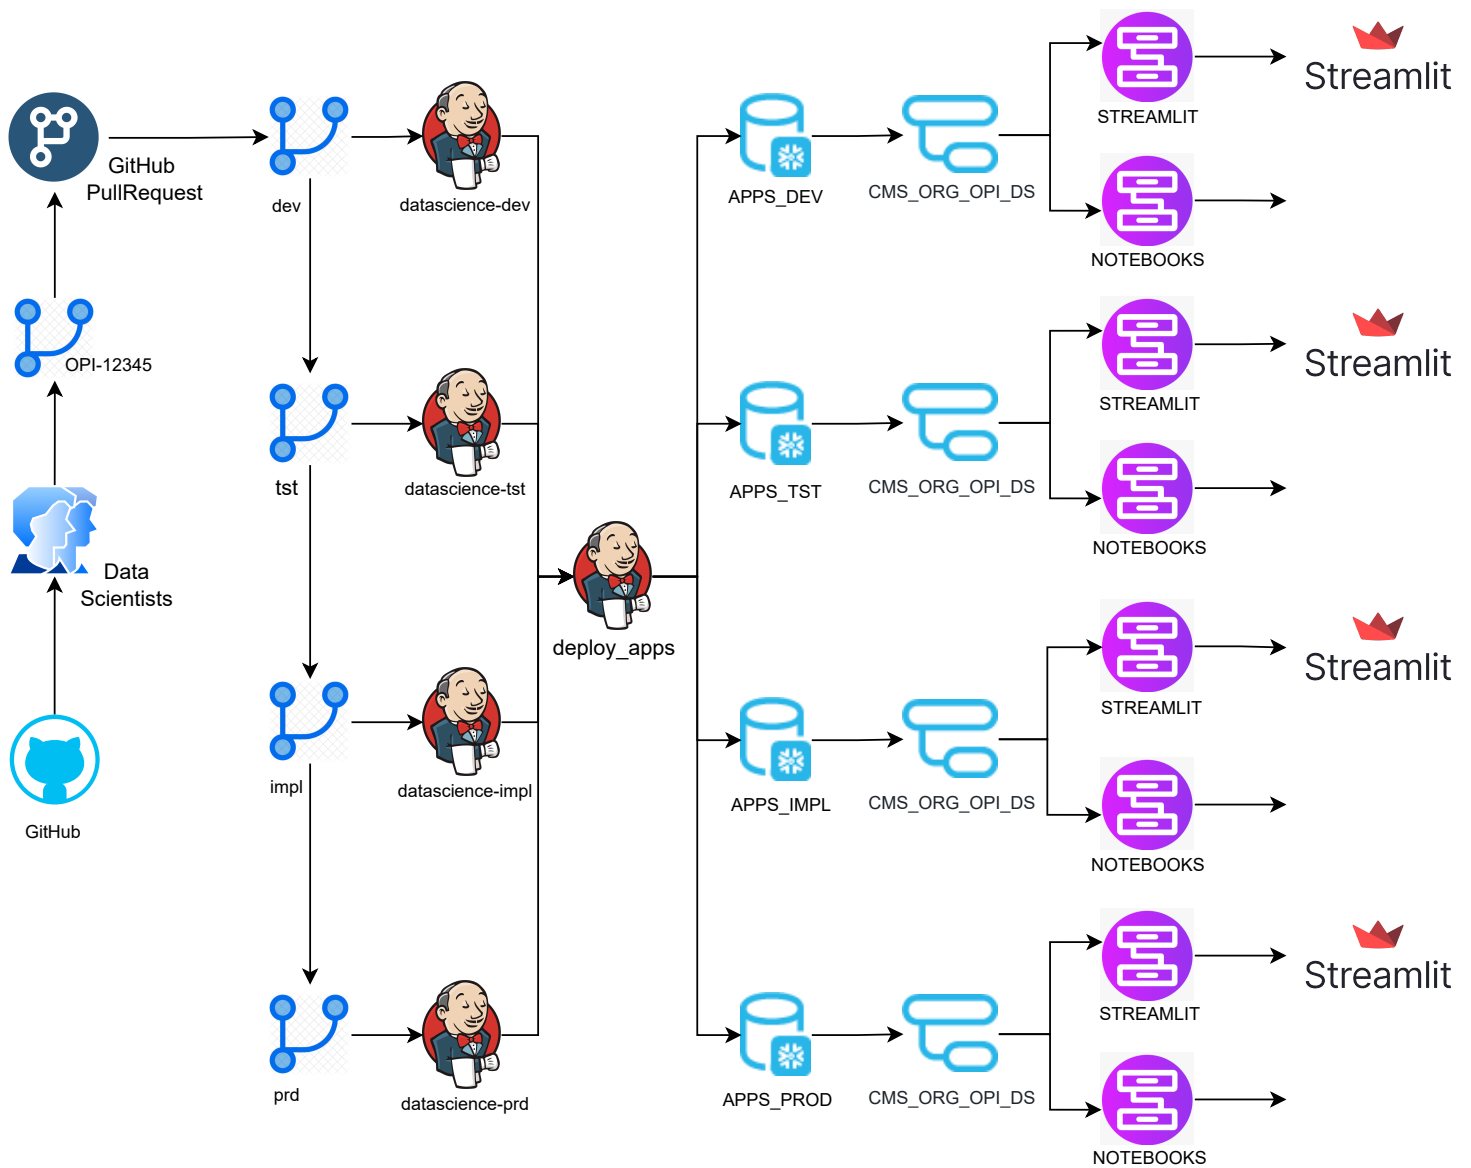 GitHub
PullRequest
OPI-12345
Data
Scientists
GitHub
dev
tst
impl
prd
datascience-dev
datascience-tst
datascience-impl
datascience-prd
deploy_apps
APPS_DEV
CMS_ORG_OPI_DS
STREAMLIT
Streamlit
NOTEBOOKS
APPS_TST
CMS_ORG_OPI_DS
STREAMLIT
Streamlit
NOTEBOOKS
APPS_IMPL
CMS_ORG_OPI_DS
STREAMLIT
Streamlit
NOTEBOOKS
APPS_PROD
CMS_ORG_OPI_DS
STREAMLIT
Streamlit
NOTEBOOKS